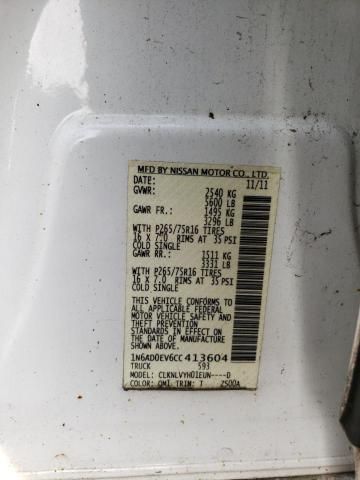 MFD BY NISSAN MOTOR CO., LTD.
DATE: 11/11
GVWR: 2540 KG
5600 LB
GAWR FR.: 1495 KG
3296 LB
WITH P265/75R16 TIRES
16 X 7.0 RIMS AT 35 PSI
COLD SINGLE
GAWR RR.: 1511 KG
3331 LB
WITH P265/75R16 TIRES
16 X 7.0 RIMS AT 35 PSI
COLD SINGLE
THIS VEHICLE CONFORMS TO
ALL APPLICABLE FEDERAL
MOTOR VEHICLE SAFETY
AND THEFT PREVENTION
STANDARDS IN EFFECT ON
THE DATE OF MANUFACTURE
SHOWN ABOVE.
1N6AD0EV6CC413604
TRUCK 593
MODEL: CLKNLVYH01EUN----D
COLOR: QM1 TRIM: T 2500A